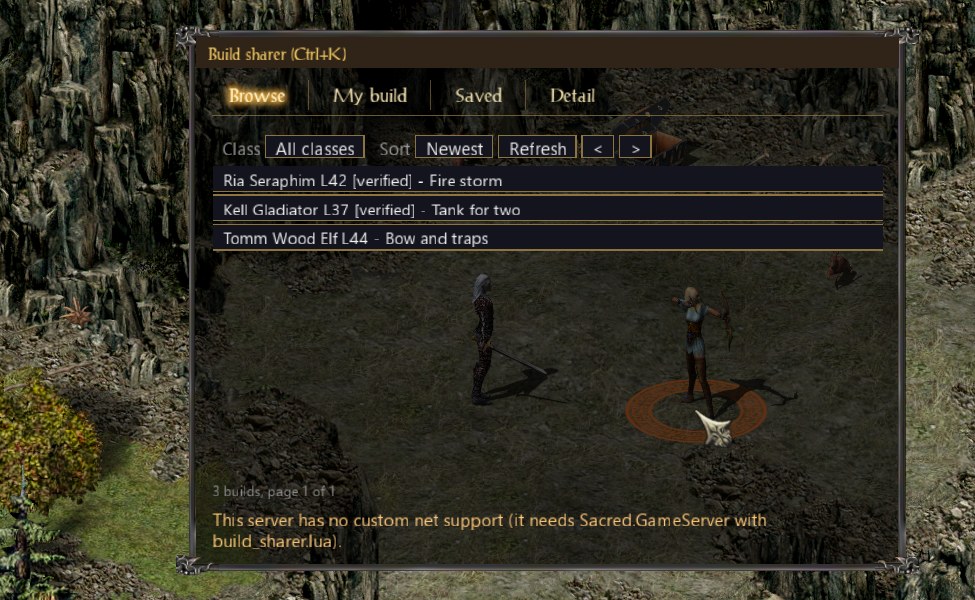 Build sharer (Ctrl+K)
Browse My build Saved Detail
Class All classes Sort Newest Refresh < >
Ria Seraphim L42 [verified] - Fire storm
Kell Gladiator L37 [verified] - Tank for two
Tomm Wood Elf L44 - Bow and traps
3 builds, page 1 of 1
This server has no custom net support (it needs Sacred.GameServer with
build_sharer.lua).